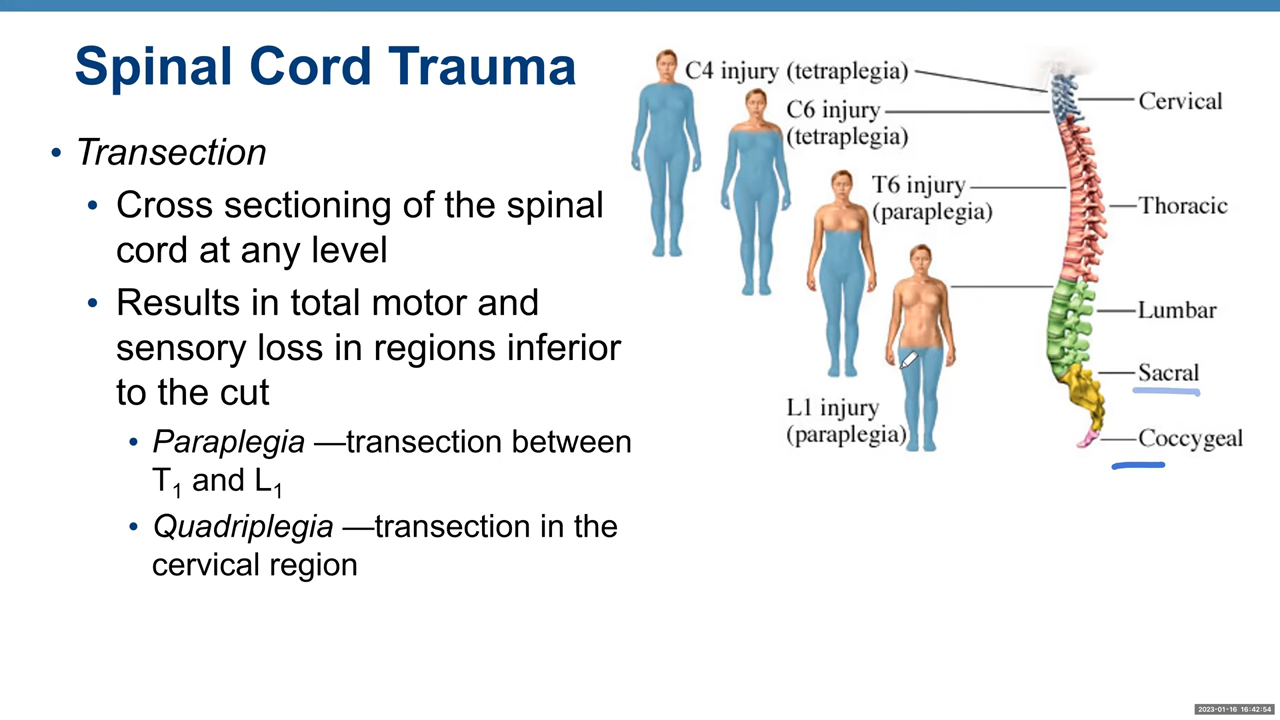 Spinal Cord Trauma
• Transection
• Cross sectioning of the spinal
cord at any level
• Results in total motor and
sensory loss in regions inferior
to the cut
• Paraplegia —transection between
T₁ and L₁
• Quadriplegia —transection in the
cervical region
C4 injury (tetraplegia)
C6 injury
(tetraplegia)
T6 injury
(paraplegia)
L1 injury
(paraplegia)
Cervical
Thoracic
Lumbar
Sacral
Coccygeal
2023-01-16 16:42:54